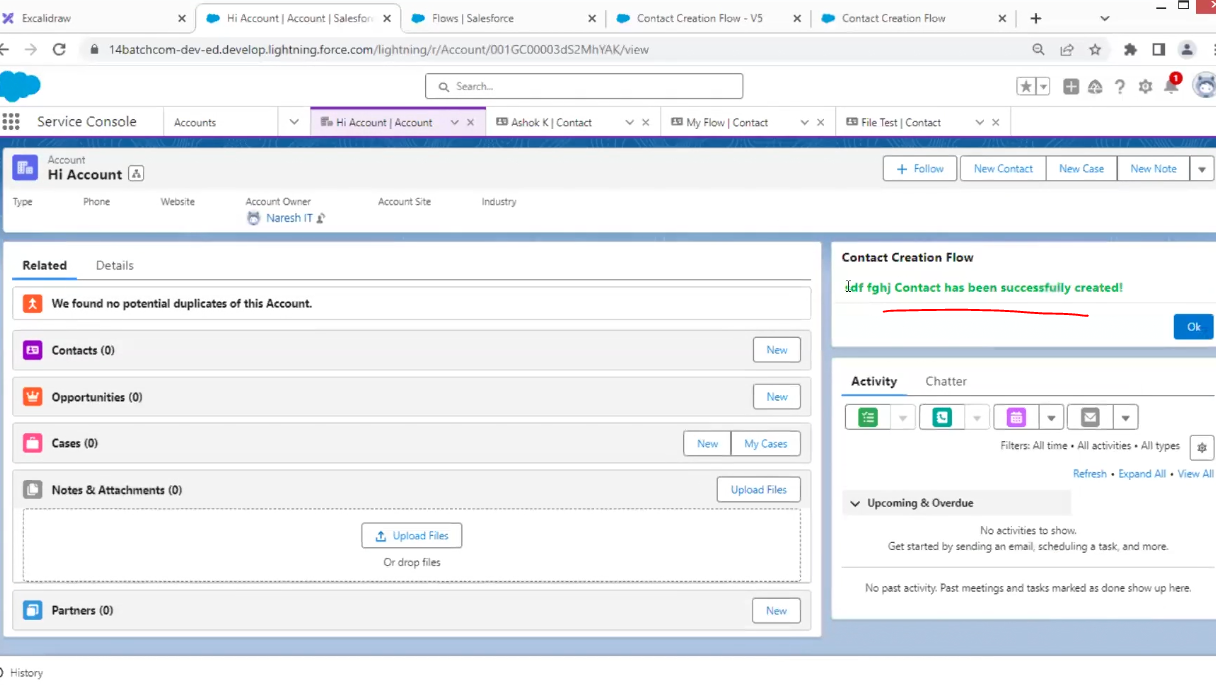 Excalidraw
Hi Account | Account | Salesfor
Flows | Salesforce
Contact Creation Flow - V5
Contact Creation Flow
14batchcom-dev-ed.develop.lightning.force.com/lightning/r/Account/001GC00003dS2MhYAK/view
Search...
1
Service Console
Accounts
Hi Account | Account
Ashok K | Contact
My Flow | Contact
File Test | Contact
Account
Hi Account
Follow
New Contact
New Case
New Note
Type
Phone
Website
Account Owner
Account Site
Industry
Naresh IT
Related
Details
We found no potential duplicates of this Account.
Contacts (0)
New
Opportunities (0)
New
Cases (0)
New
My Cases
Notes & Attachments (0)
Upload Files
Upload Files
Or drop files
Partners (0)
New
Contact Creation Flow
fghj Contact has been successfully created!
Ok
Activity
Chatter
Filters: All time • All activities • All types
Refresh • Expand All • View All
Upcoming & Overdue
No activities to show.
Get started by sending an email, scheduling a task, and more.
No past activity. Past meetings and tasks marked as done show up here.
History